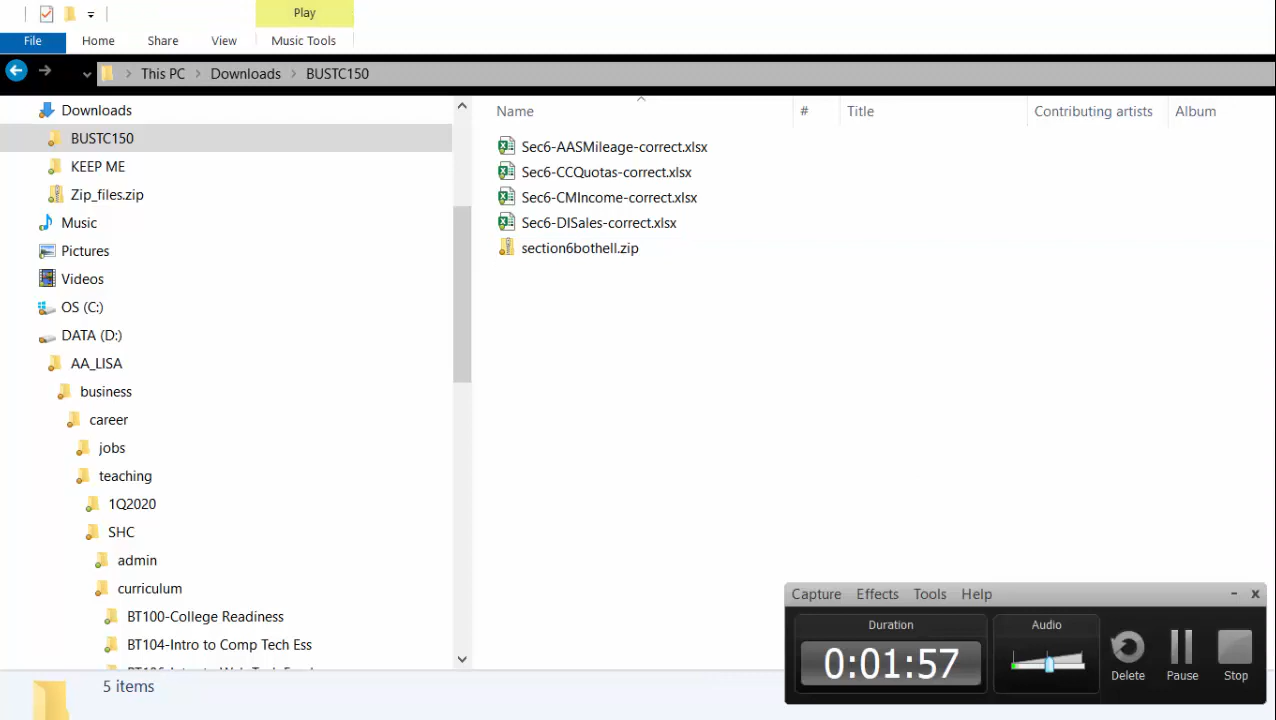 Play
File Home Share View Music Tools
This PC > Downloads > BUSTC150
Downloads
BUSTC150
KEEP ME
Zip_files.zip
Music
Pictures
Videos
OS (C:)
DATA (D:)
AA_LISA
business
career
jobs
teaching
1Q2020
SHC
admin
curriculum
BT100-College Readiness
BT104-Intro to Comp Tech Ess
Name # Title Contributing artists Album
Sec6-AASMileage-correct.xlsx
Sec6-CCQuotas-correct.xlsx
Sec6-CMIncome-correct.xlsx
Sec6-DISales-correct.xlsx
section6bothell.zip
5 items
Capture Effects Tools Help
Duration
0:01:57
Audio
Delete
Pause
Stop